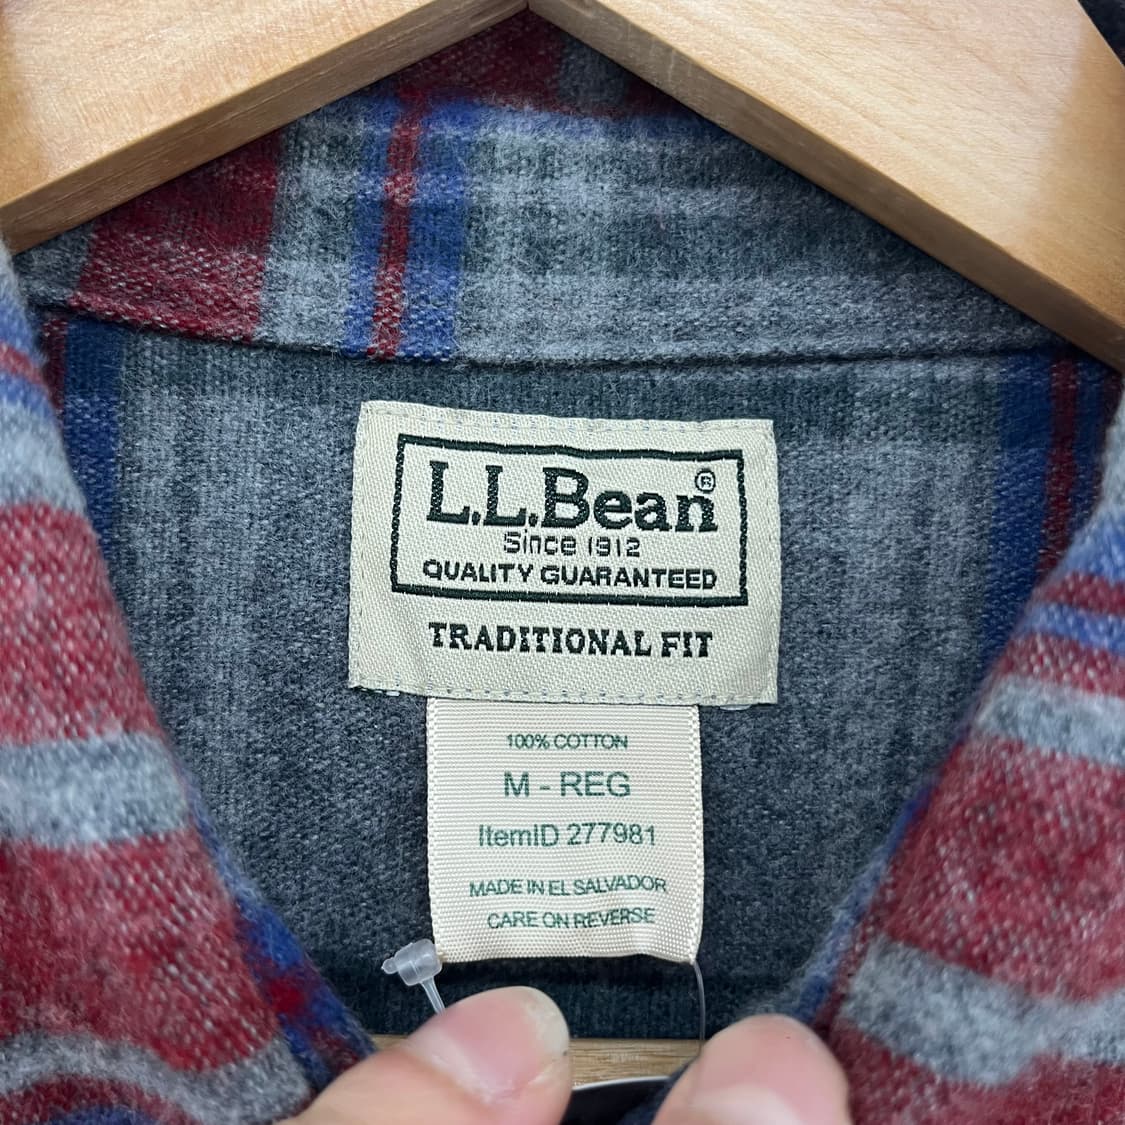 L.L.Bean®
Since 1912
QUALITY GUARANTEED
TRADITIONAL FIT
100% COTTON
M - REG
ItemID 277981
MADE IN EL SALVADOR
CARE ON REVERSE